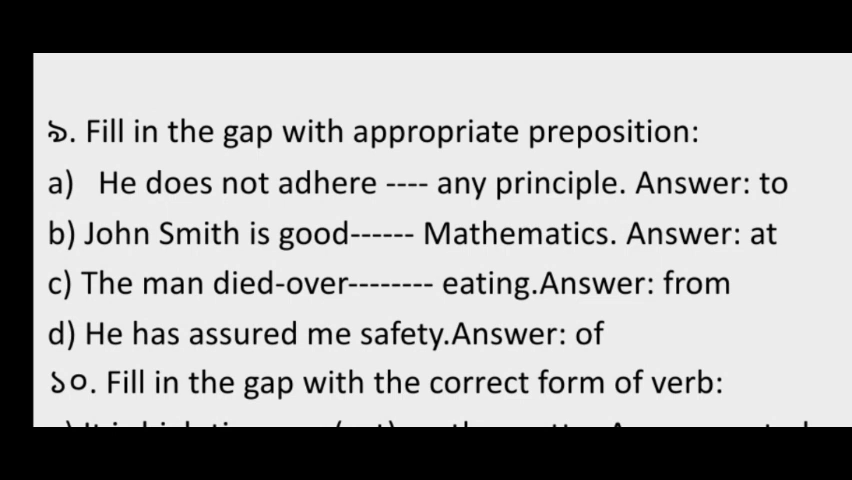 ৯. Fill in the gap with appropriate preposition:
a) He does not adhere ---- any principle. Answer: to
b) John Smith is good------ Mathematics. Answer: at
c) The man died-over-------- eating.Answer: from
d) He has assured me safety.Answer: of
১০. Fill in the gap with the correct form of verb: